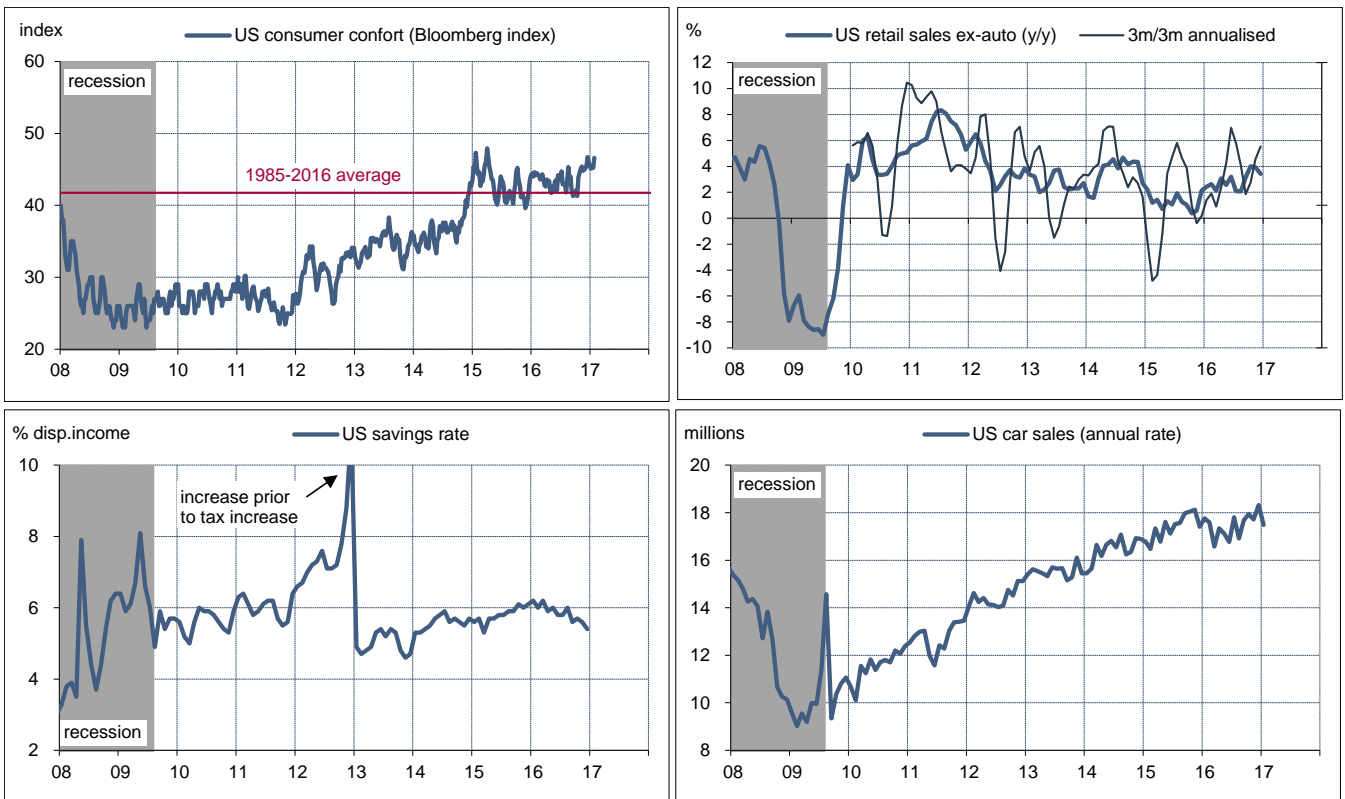 index
US consumer confort (Bloomberg index)
60
50
40
30
20
recession
1985-2016 average
08 09 10 11 12 13 14 15 16 17
%
US retail sales ex-auto (y/y) 3m/3m annualised
12
10
8
6
4
2
0
-2
-4
-6
-8
-10
recession
08 09 10 11 12 13 14 15 16 17
% disp.income
US savings rate
10
8
6
4
2
increase prior
to tax increase
recession
08 09 10 11 12 13 14 15 16 17
millions
US car sales (annual rate)
20
18
16
14
12
10
8
recession
08 09 10 11 12 13 14 15 16 17